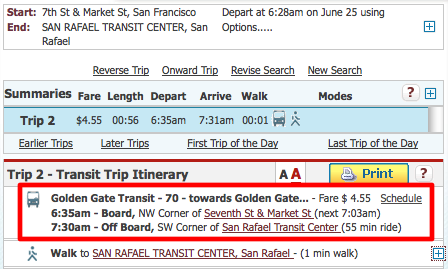 Start: 7th St & Market St, San Francisco Depart at 6:28am on June 25 using
End: SAN RAFAEL TRANSIT CENTER, San Options.....
Rafael
Reverse Trip Onward Trip Revise Search New Search
Summaries Fare Length Depart Arrive Walk Modes ?
Trip 2 $4.55 00:56 6:35am 7:31am 00:01
Earlier Trips Later Trips First Trip of the Day Last Trip of the Day
Trip 2 - Transit Trip Itinerary A A Print ?
Golden Gate Transit - 70 - towards Golden Gate... - Fare $ 4.55 Schedule
6:35am - Board, NW Corner of Seventh St & Market St (next 7:03am)
7:30am - Off Board, SW Corner of San Rafael Transit Center (55 min ride)
Walk to SAN RAFAEL TRANSIT CENTER, San Rafael - (1 min walk)